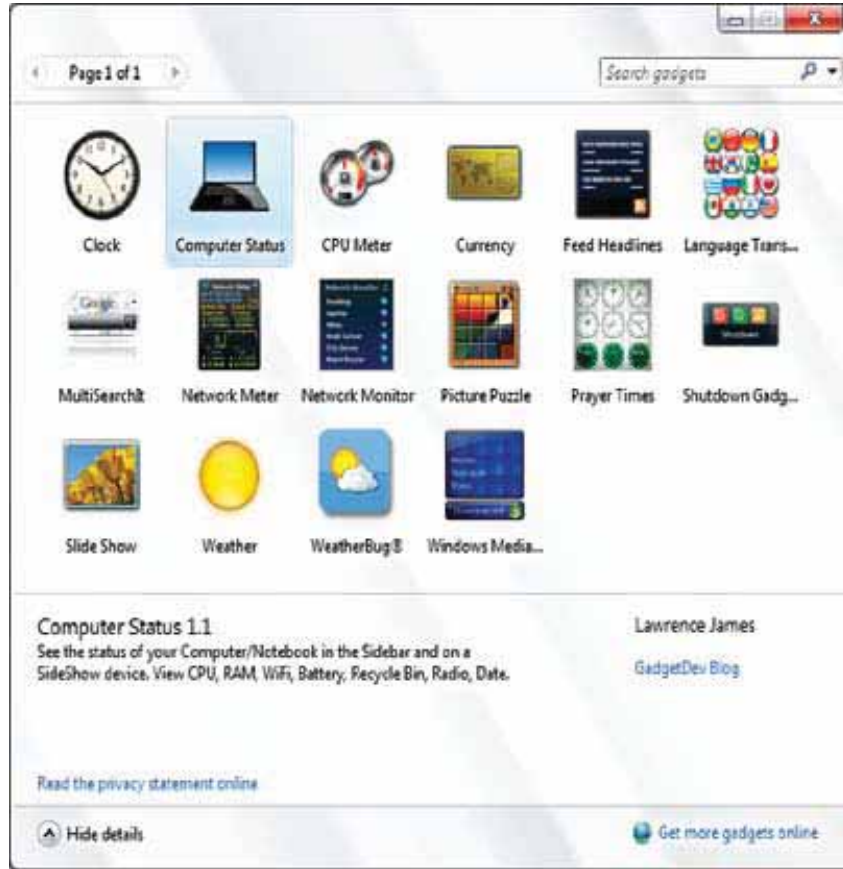 Page 1 of 1
Search gadgets
Clock
Computer Status
CPU Meter
Currency
Feed Headlines
Language Trans...
Google
MultiSearchIt
Network Meter
Network Monitor
Picture Puzzle
Prayer Times
Shutdown Gadg...
Slide Show
Weather
WeatherBug®
Windows Media...
Computer Status 1.1
Lawrence James
See the status of your Computer/Notebook in the Sidebar and on a
SideShow device. View CPU, RAM, WiFi, Battery, Recycle Bin, Radio, Date.
GadgetDev Blog
Read the privacy statement online
Hide details
Get more gadgets online